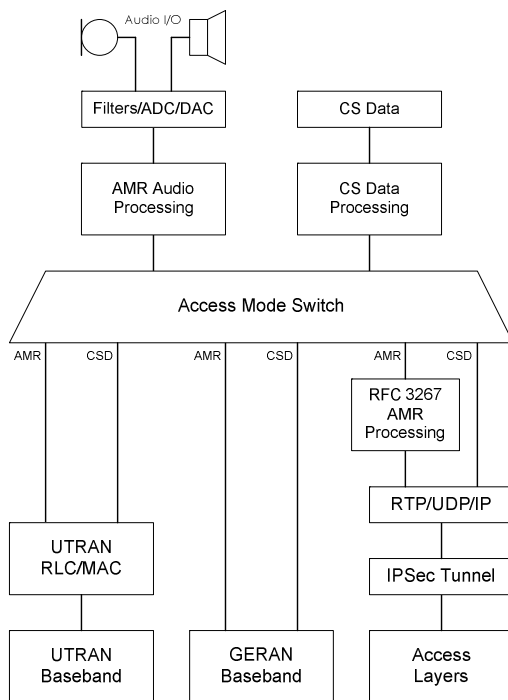 Audio I/O
Filters/ADC/DAC
CS Data
AMR Audio
Processing
CS Data
Processing
Access Mode Switch
AMR
CSD
AMR
CSD
AMR
CSD
RFC 3267
AMR
Processing
RTP/UDP/IP
UTRAN
RLC/MAC
IPSec Tunnel
UTRAN
Baseband
GERAN
Baseband
Access
Layers